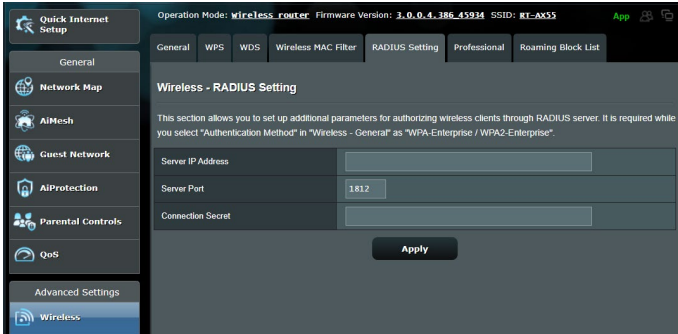 Quick Internet
Setup
Operation Mode: Wireless router Firmware Version: 3.0.0.4.386_45934 SSID: RT-AX55
App
General
WPS
WDS
Wireless MAC Filter
RADIUS Setting
Professional
Roaming Block List
General
Network Map
AiMesh
Guest Network
AiProtection
Parental Controls
QoS
Advanced Settings
Wireless
Wireless - RADIUS Setting
This section allows you to set up additional parameters for authorizing wireless clients through RADIUS server. It is required while
you select "Authentication Method" in "Wireless - General" as "WPA-Enterprise / WPA2-Enterprise".
Server IP Address
Server Port
1812
Connection Secret
Apply